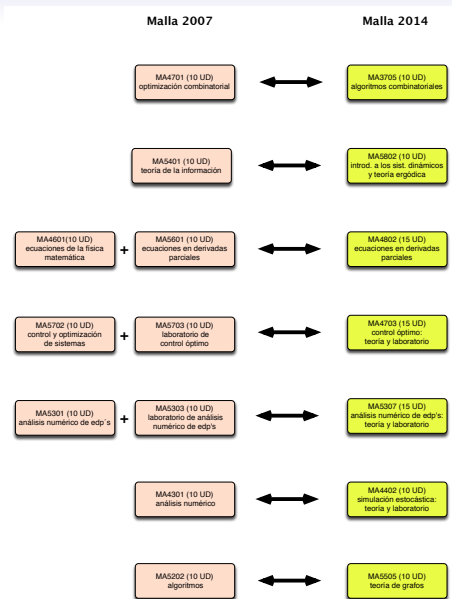 Malla 2007
Malla 2014
MA4701 (10 UD)
optimización combinatorial
MA3705 (10 UD)
algoritmos combinatoriales
MA5401 (10 UD)
teoría de la información
MA5802 (10 UD)
introd. a los sist. dinámicos
y teoría ergódica
MA4601(10 UD)
ecuaciones de la física
matemática
+
MA5601 (10 UD)
ecuaciones en derivadas
parciales
MA4802 (15 UD)
ecuaciones en derivadas
parciales
MA5702 (10 UD)
control y optimización
de sistemas
+
MA5703 (10 UD)
laboratorio de
control óptimo
MA4703 (15 UD)
control óptimo:
teoría y laboratorio
MA5301 (10 UD)
análisis numérico de edp´s
+
MA5303 (10 UD)
laboratorio de análisis
numérico de edp's
MA5307 (15 UD)
análisis numérico de edp's:
teoría y laboratorio
MA4301 (10 UD)
análisis numérico
MA4402 (10 UD)
simulación estocástica:
teoría y laboratorio
MA5202 (10 UD)
algoritmos
MA5505 (10 UD)
teoría de grafos